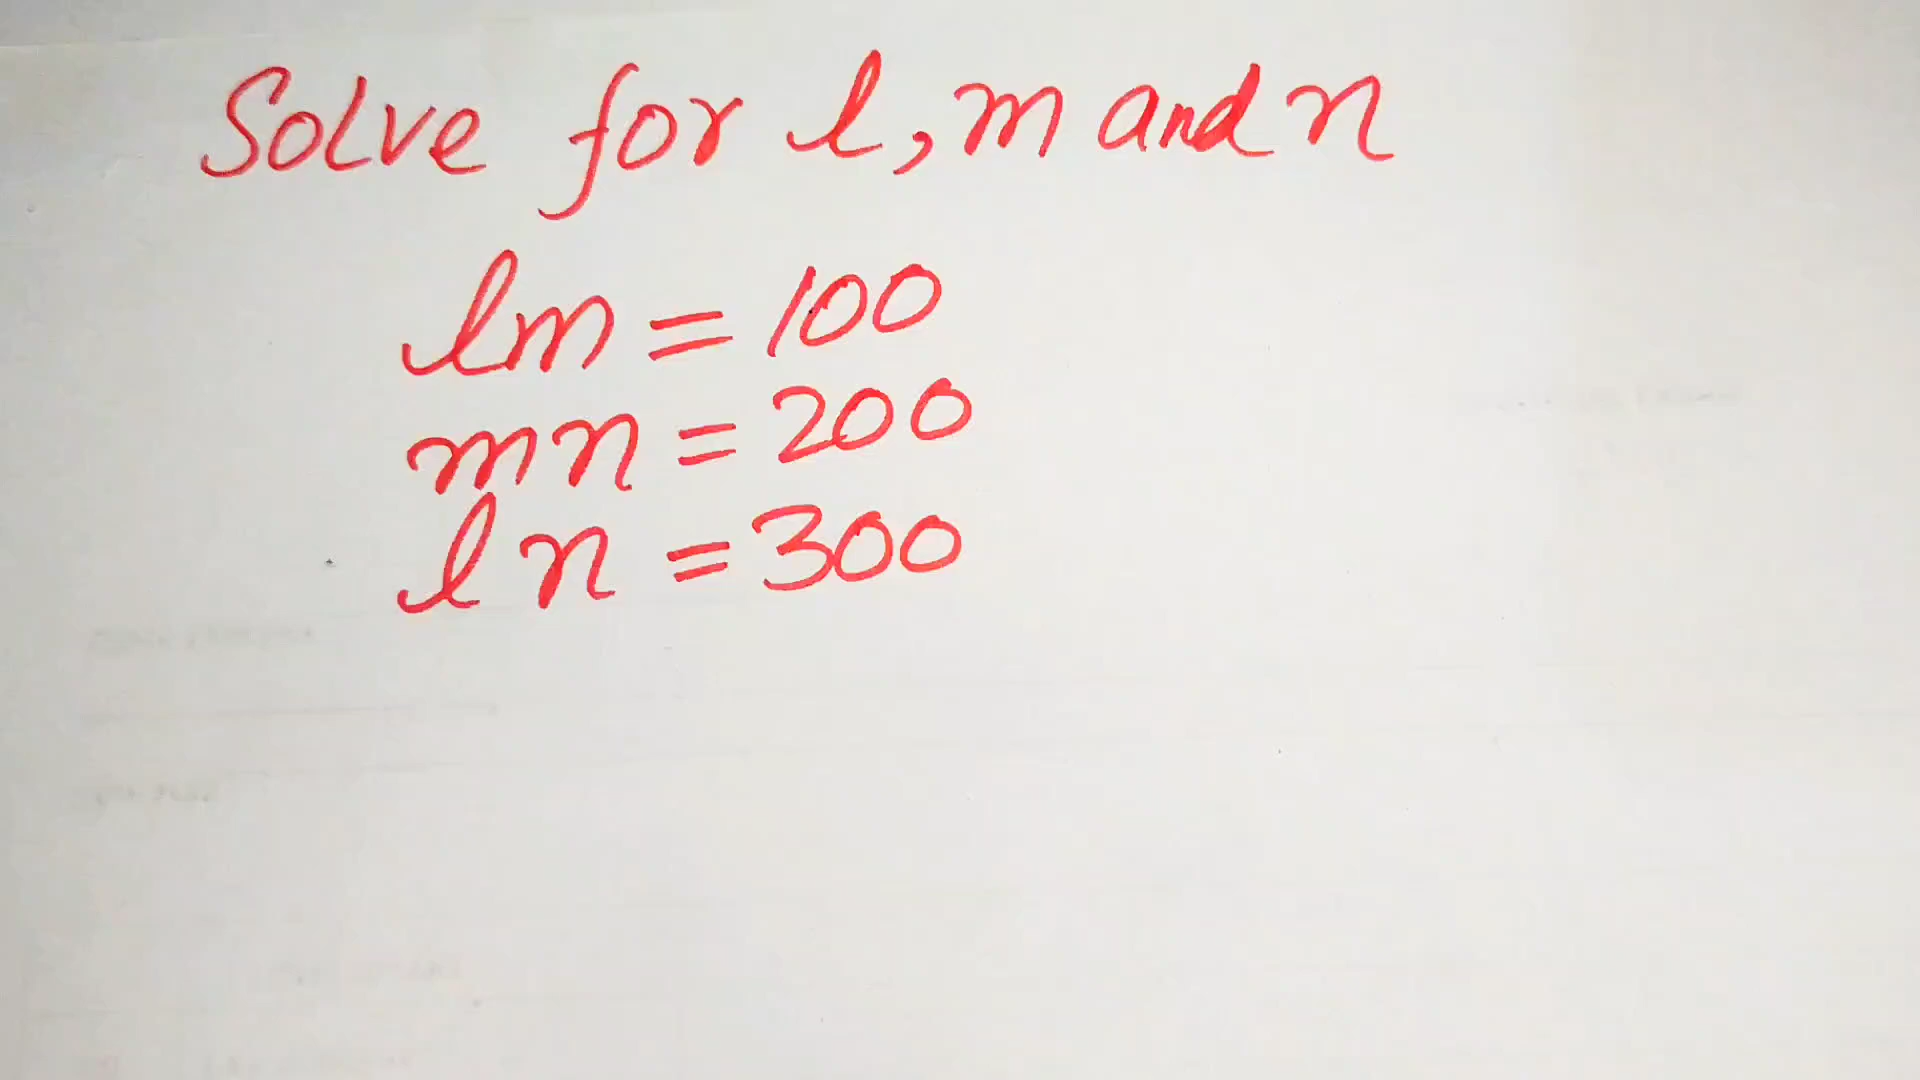 Solve for l, m and n
lm = 100
mn = 200
ln = 300